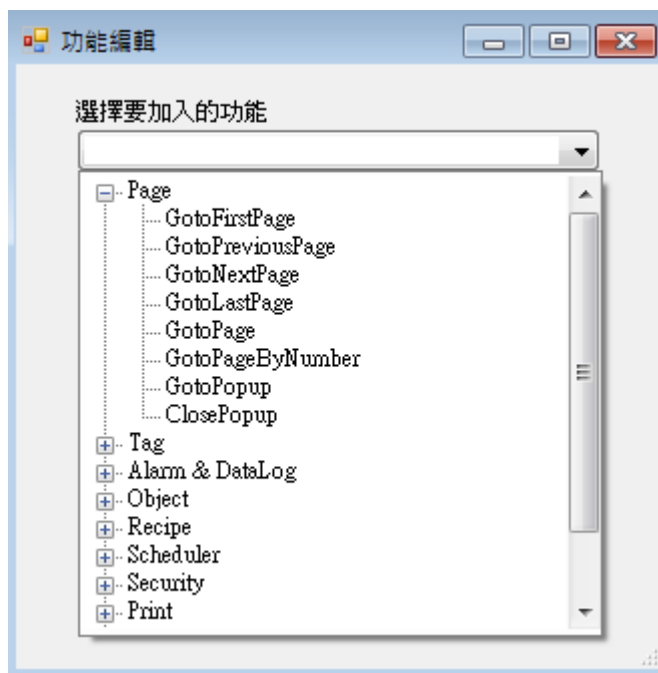 功能編輯
選擇要加入的功能
Page
GotoFirstPage
GotoPreviousPage
GotoNextPage
GotoLastPage
GotoPage
GotoPageByNumber
GotoPopup
ClosePopup
Tag
Alarm & DataLog
Object
Recipe
Scheduler
Security
Print